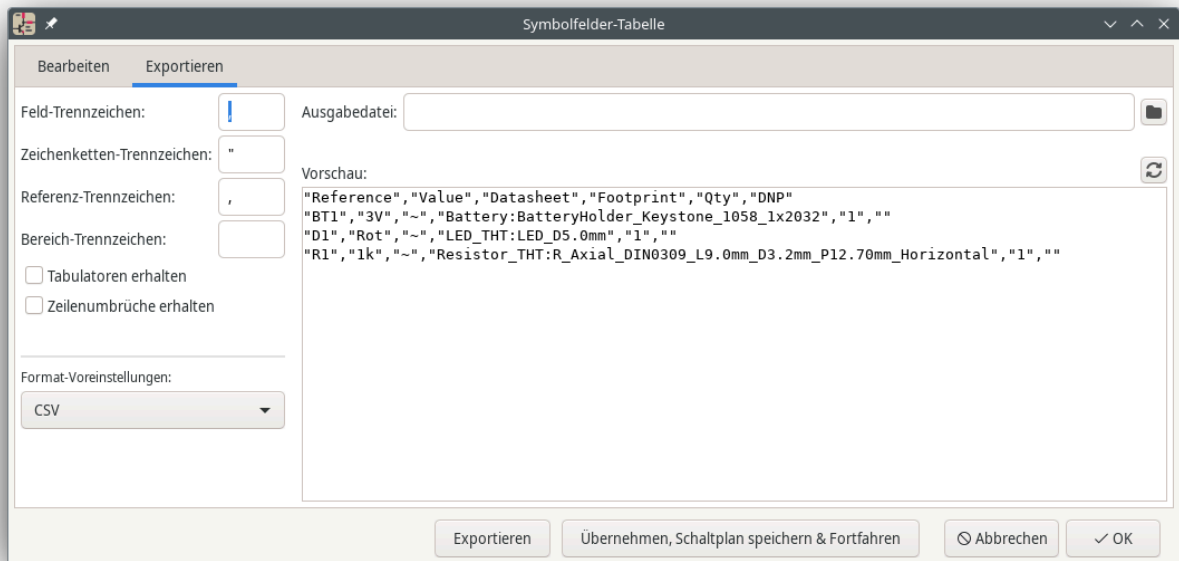 Symbolfelder-Tabelle
Bearbeiten Exportieren
Feld-Trennzeichen: ,
Zeichenketten-Trennzeichen: "
Referenz-Trennzeichen: ,
Bereich-Trennzeichen:
Tabulatoren erhalten
Zeilenumbrüche erhalten
Format-Voreinstellungen:
CSV
Ausgabedatei:
Vorschau:
"Reference","Value","Datasheet","Footprint","Qty","DNP"
"BT1","3V","~","Battery:BatteryHolder_Keystone_1058_1x2032","1",""
"D1","Rot","~","LED_THT:LED_D5.0mm","1",""
"R1","1k","~","Resistor_THT:R_Axial_DIN0309_L9.0mm_D3.2mm_P12.70mm_Horizontal","1",""
Exportieren Übernehmen, Schaltplan speichern & Fortfahren Abbrechen OK